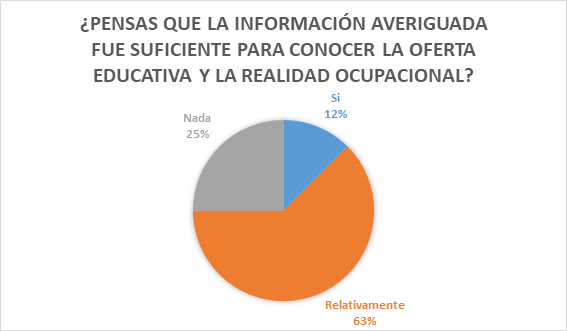 ¿PENSAS QUE LA INFORMACIÓN AVERIGUADA
FUE SUFICIENTE PARA CONOCER LA OFERTA
EDUCATIVA Y LA REALIDAD OCUPACIONAL?
Si
12%
Nada
25%
Relativamente
63%